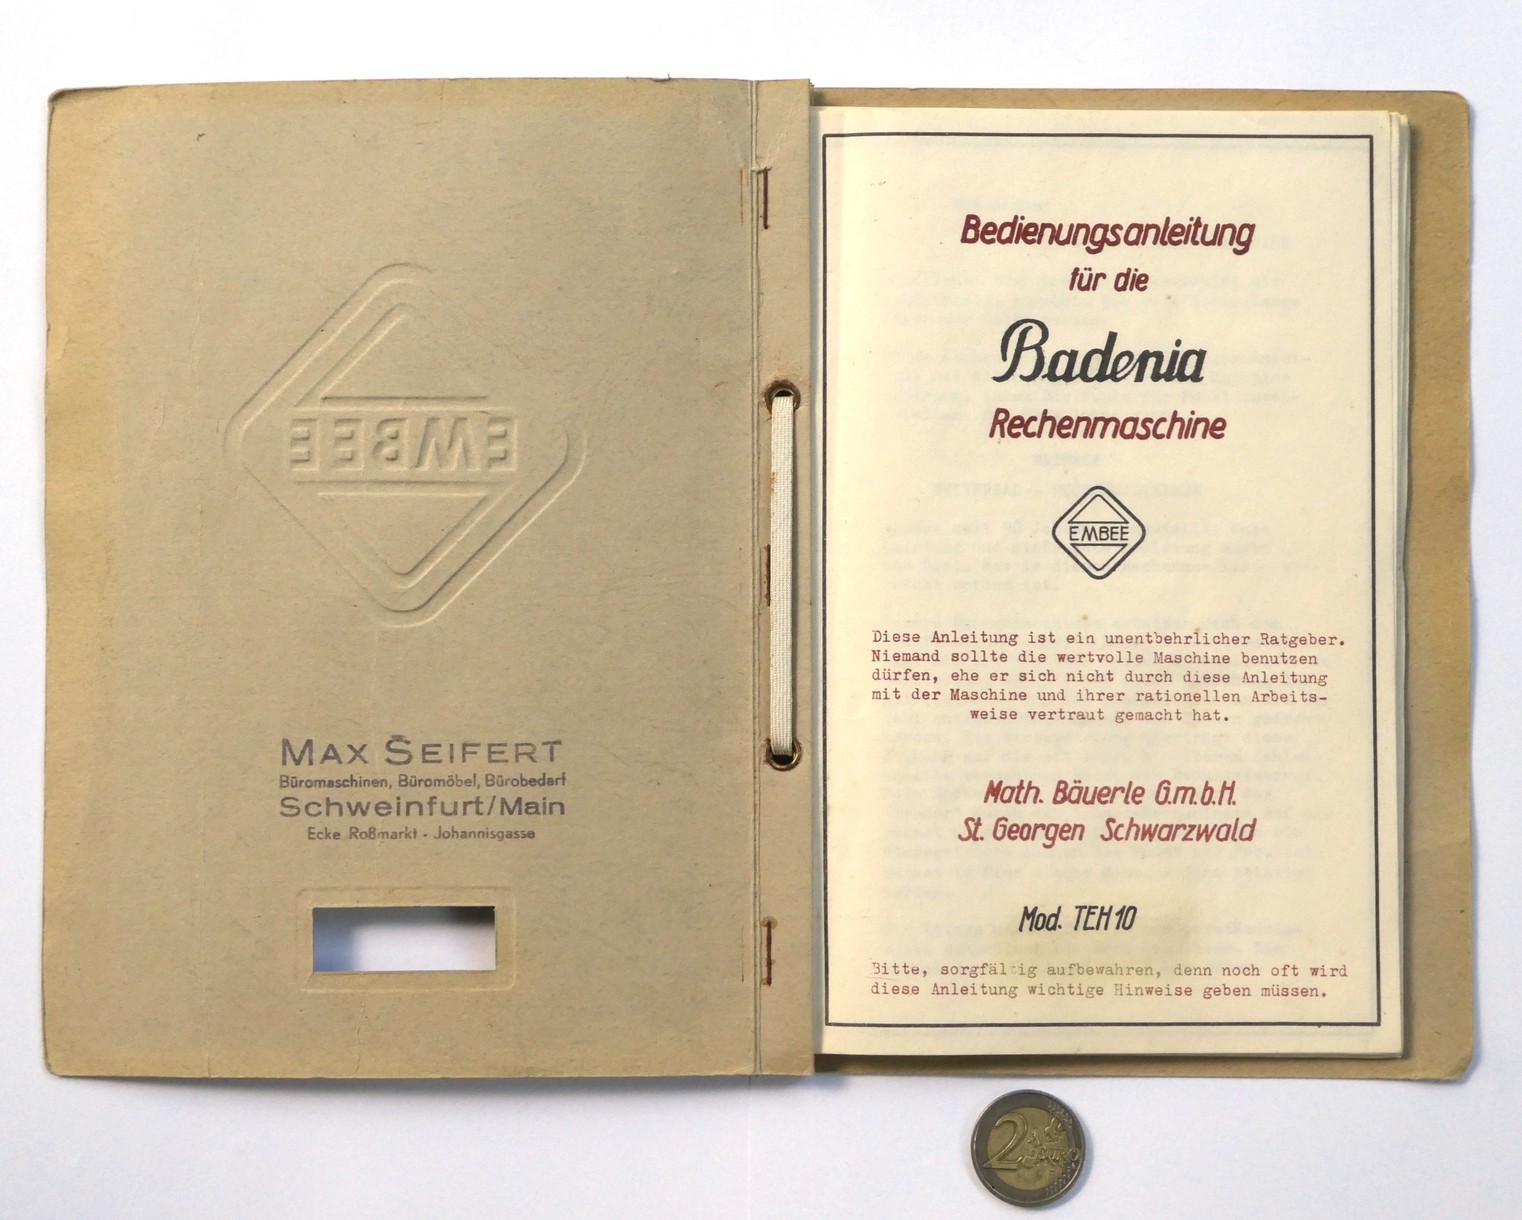 EMBEE
MAX SEIFERT
Büromaschinen, Büromöbel, Bürobedarf
Schweinfurt/Main
Ecke Roßmarkt - Johannisgasse
Bedienungsanleitung
für die
Badenia
Rechenmaschine
EMBEE
Diese Anleitung ist ein unentbehrlicher Ratgeber.
Niemand sollte die wertvolle Maschine benutzen
dürfen, ehe er sich nicht durch diese Anleitung
mit der Maschine und ihrer rationellen Arbeits-
weise vertraut gemacht hat.
Math. Bäuerle G.m.b.H.
St. Georgen Schwarzwald
Mod. TEH 10
Bitte, sorgfältig aufbewahren, denn noch oft wird
diese Anleitung wichtige Hinweise geben müssen.
2 EURO